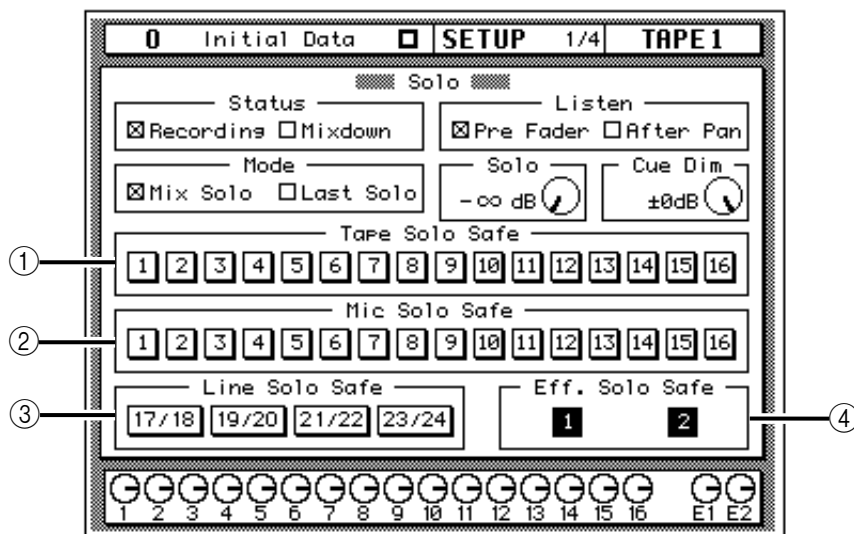 0 Initial Data SETUP 1/4 TAPE1
Solo
Status Listen
Recording Mixdown Pre Fader After Pan
Mode Solo Cue Dim
Mix Solo Last Solo -∞ dB ±0dB
Tape Solo Safe
① 1 2 3 4 5 6 7 8 9 10 11 12 13 14 15 16
Mic Solo Safe
② 1 2 3 4 5 6 7 8 9 10 11 12 13 14 15 16
Line Solo Safe Eff. Solo Safe
③ 17/18 19/20 21/22 23/24 1 2 ④
1 2 3 4 5 6 7 8 9 10 11 12 13 14 15 16 E1 E2